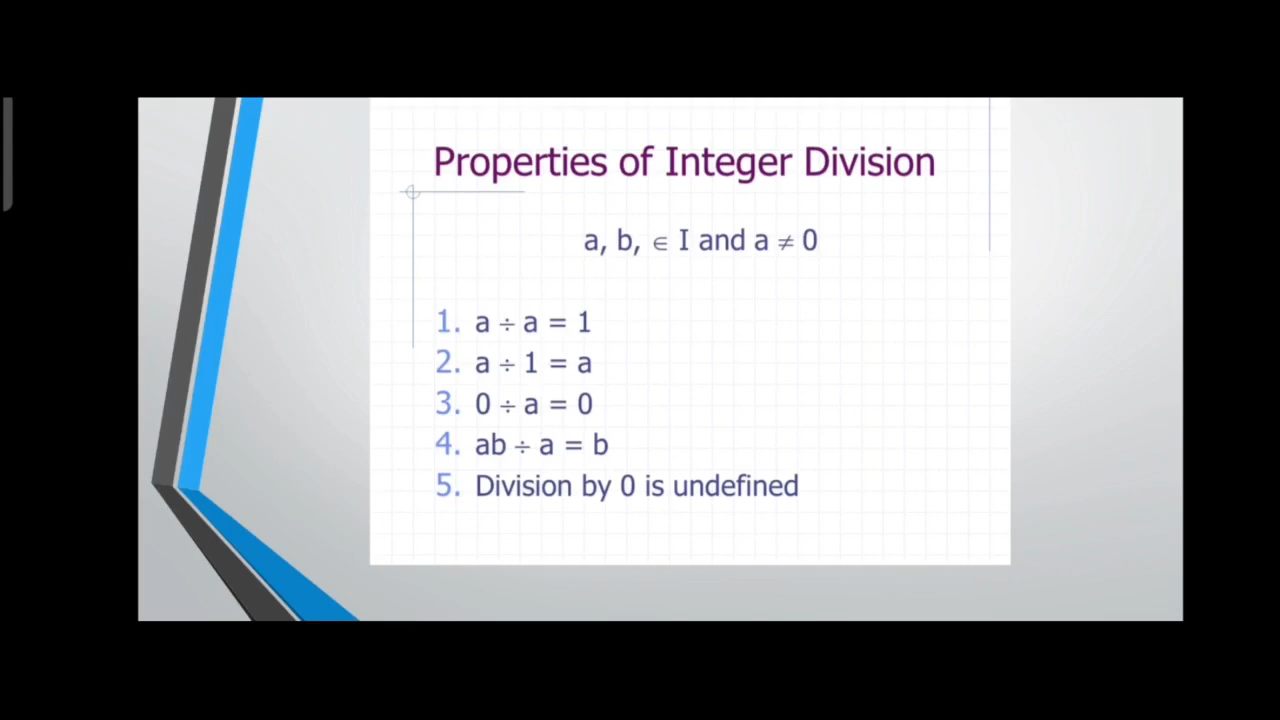 Properties of Integer Division
a, b, ∈ I and a ≠ 0
1. a ÷ a = 1
2. a ÷ 1 = a
3. 0 ÷ a = 0
4. ab ÷ a = b
5. Division by 0 is undefined